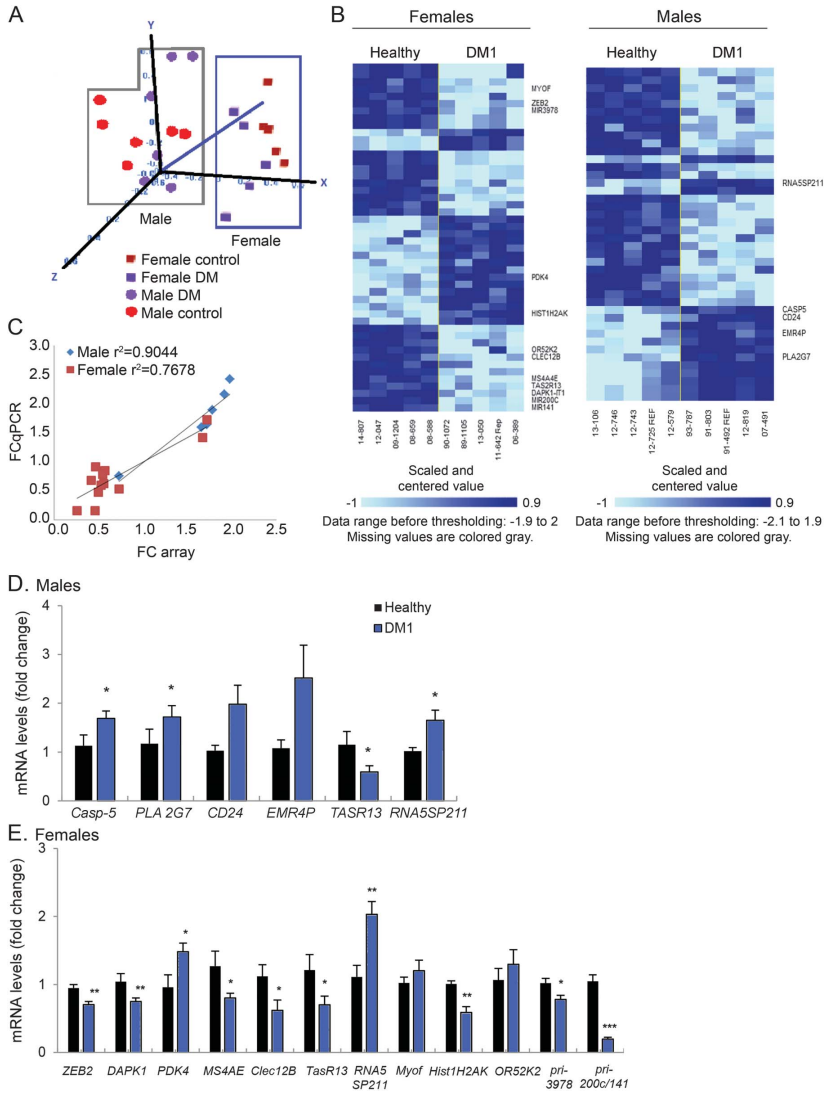 A
Y
X
Z
Male
Female
Female control
Female DM
Male DM
Male control
B
Females
Males
Healthy
DM1
Healthy
DM1
MYOF
ZEB2
MIR3978
PDK4
HIST1H2AK
OR52K2
CLEC12B
MS4A4E
TAS2R13
DAPK1-IT1
MIR200C
MIR141
RNA5SP211
CASP5
CD24
EMR4P
PLA2G7
14-807
12-047
09-1204
08-659
08-588
90-1072
89-1105
13-050
11-642 Rep
06-389
13-106
12-746
12-743
12-725 REF
12-579
93-787
91-803
91-492 REF
12-819
07-491
Scaled and
centered value
-1 0.9
Data range before thresholding: -1.9 to 2
Missing values are colored gray.
Scaled and
centered value
-1 0.9
Data range before thresholding: -2.1 to 1.9
Missing values are colored gray.
C
Male r²=0.9044
Female r²=0.7678
FCqPCR
3.0
2.5
2.0
1.5
1.0
0.5
0.0
0.0 0.5 1.0 1.5 2.0 2.5
FC array
D. Males
mRNA levels (fold change)
Healthy
DM1
4
3
2
1
0
* * * *
Casp-5 PLA 2G7 CD24 EMR4P TASR13 RNA5SP211
E. Females
mRNA levels (fold change)
3
2
1
0
** ** * * * * ** ** * ***
ZEB2 DAPK1 PDK4 MS4AE Clec12B TasR13 RNA5 SP211 Myof Hist1H2AK OR52K2 pri-3978 pri-200c/141